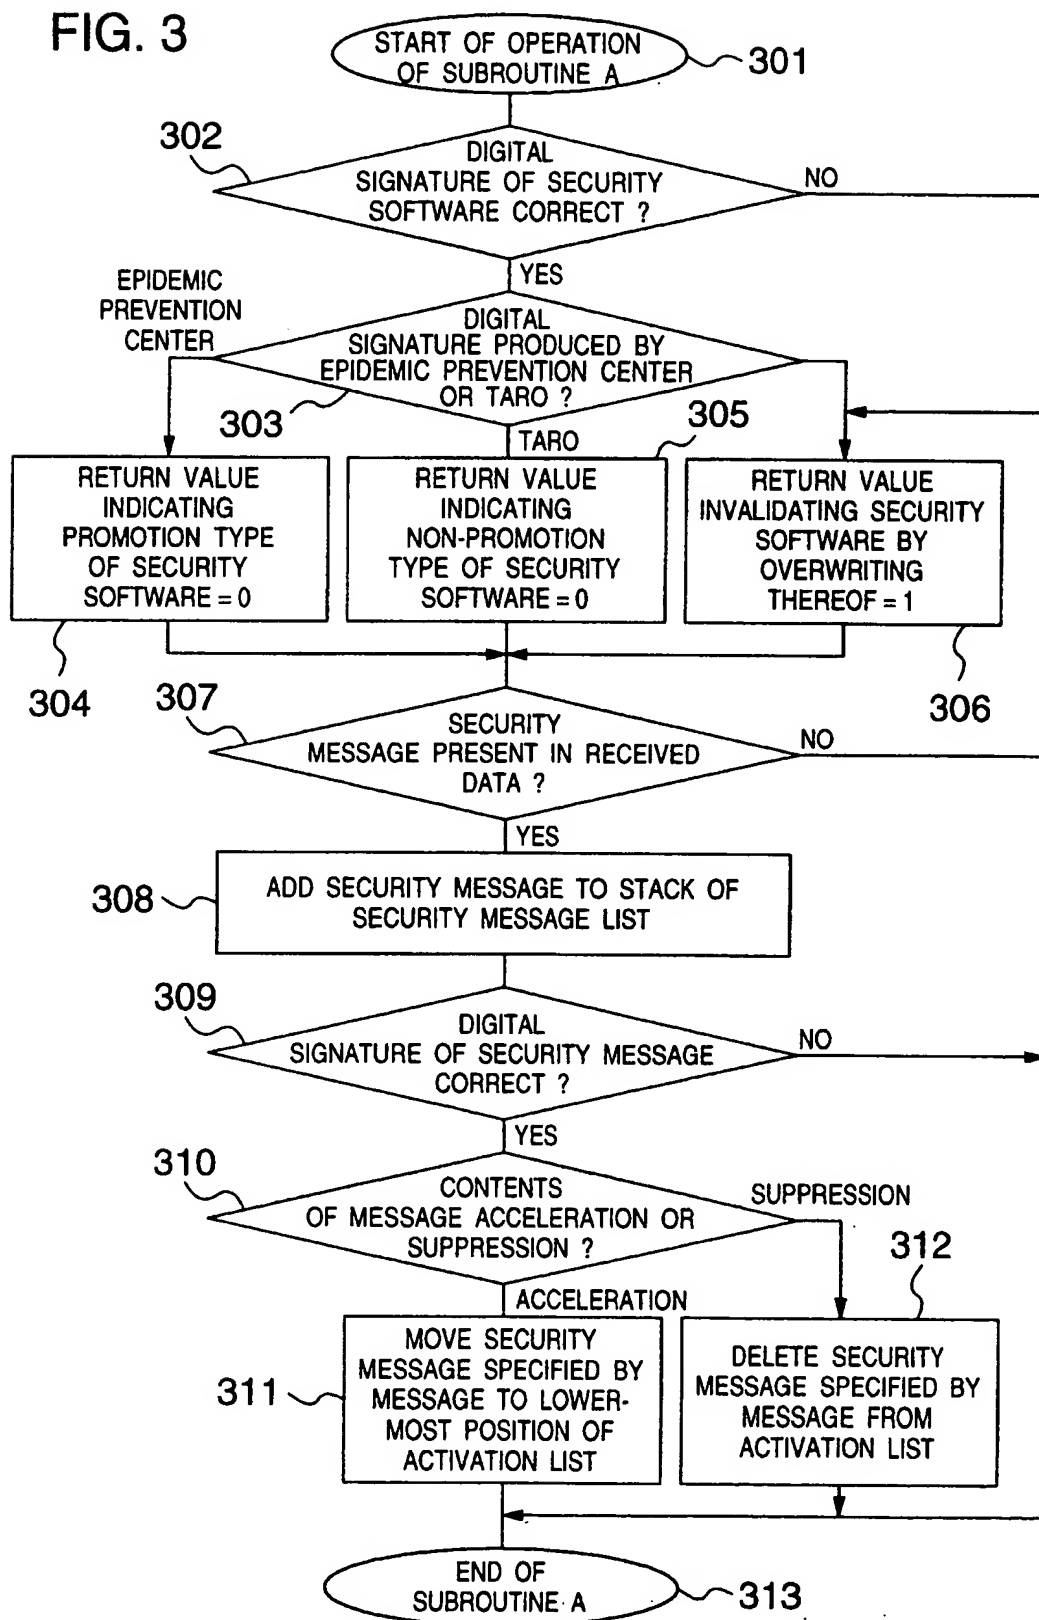 FIG. 3
START OF OPERATION
OF SUBROUTINE A
301
302
DIGITAL
SIGNATURE OF SECURITY
SOFTWARE CORRECT ?
NO
YES
EPIDEMIC
PREVENTION
CENTER
DIGITAL
SIGNATURE PRODUCED BY
EPIDEMIC PREVENTION CENTER
OR TARO ?
303
TARO
305
RETURN VALUE
INDICATING
PROMOTION TYPE
OF SECURITY
SOFTWARE = 0
RETURN VALUE
INDICATING
NON-PROMOTION
TYPE OF SECURITY
SOFTWARE = 0
RETURN VALUE
INVALIDATING SECURITY
SOFTWARE BY
OVERWRITING
THEREOF = 1
304
306
307
SECURITY
MESSAGE PRESENT IN RECEIVED
DATA ?
NO
YES
308
ADD SECURITY MESSAGE TO STACK OF
SECURITY MESSAGE LIST
309
DIGITAL
SIGNATURE OF SECURITY MESSAGE
CORRECT ?
NO
YES
310
CONTENTS
OF MESSAGE ACCELERATION OR
SUPPRESSION ?
SUPPRESSION
312
ACCELERATION
311
MOVE SECURITY
MESSAGE SPECIFIED BY
MESSAGE TO LOWER-
MOST POSITION OF
ACTIVATION LIST
DELETE SECURITY
MESSAGE SPECIFIED BY
MESSAGE FROM
ACTIVATION LIST
END OF
SUBROUTINE A
313